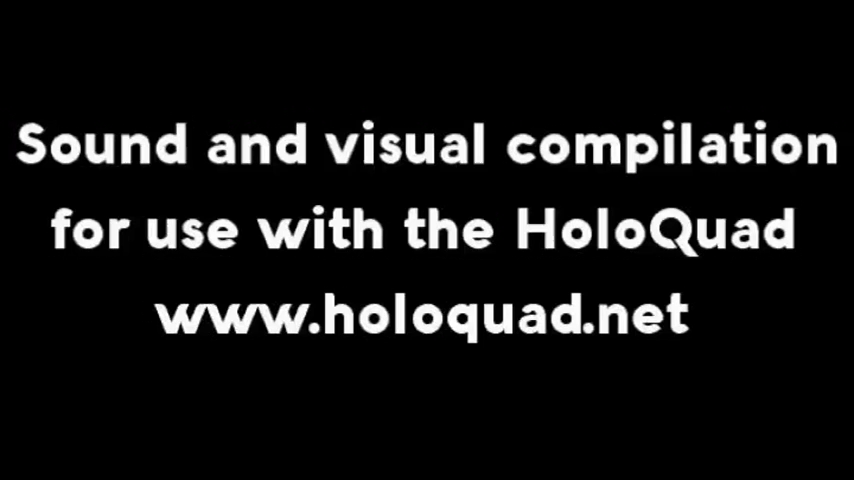 Sound and visual compilation
for use with the HoloQuad
www.holoquad.net